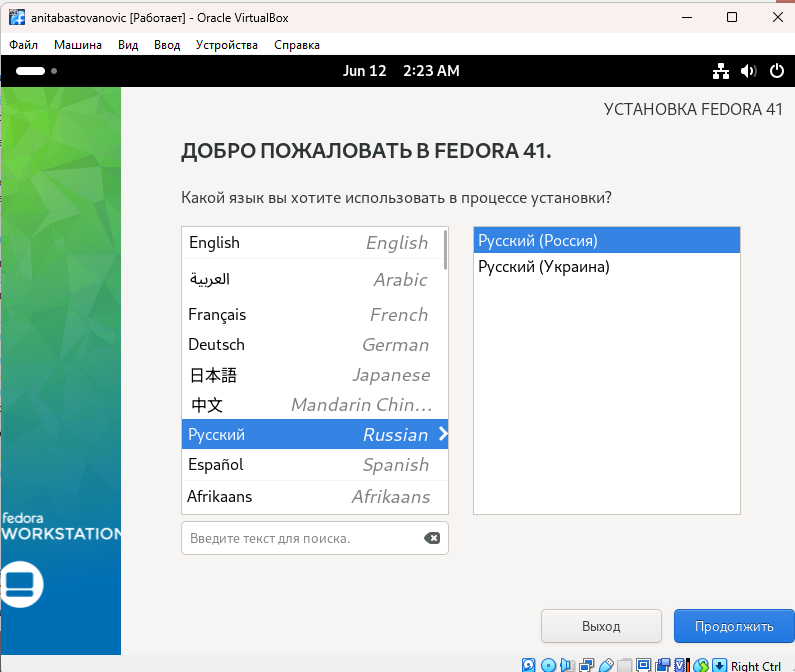 anitabastovanovic [Работает] - Oracle VirtualBox
Файл Машина Вид Ввод Устройства Справка
Jun 12 2:23 AM
УСТАНОВКА FEDORA 41
ДОБРО ПОЖАЛОВАТЬ В FEDORA 41.
Какой язык вы хотите использовать в процессе установки?
English English
العربية Arabic
Français French
Deutsch German
日本語 Japanese
中文 Mandarin Chin...
Русский Russian
Español Spanish
Afrikaans Afrikaans
Русский (Россия)
Русский (Украина)
Введите текст для поиска.
fedora
WORKSTATION
Выход
Продолжить
Right Ctrl